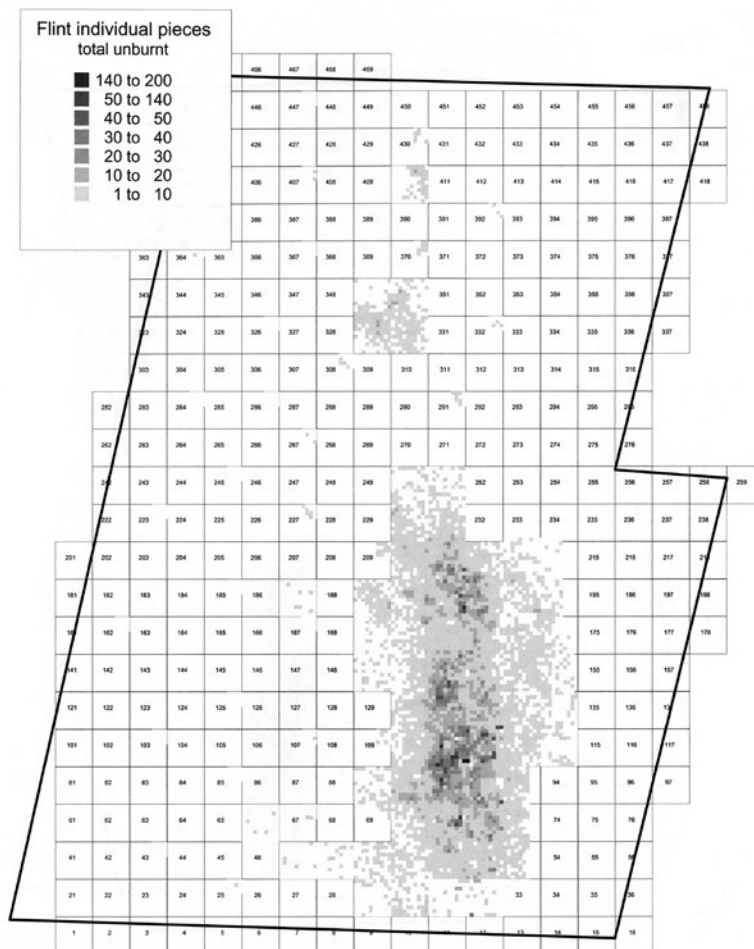 Flint individual pieces
total unburnt
140 to 200
50 to 140
40 to 50
30 to 40
20 to 30
10 to 20
1 to 10
466 467 468 469
446 447 448 449 450 451 452 453 454 455 456 457 458
426 427 428 429 430 431 432 433 434 435 436 437 438
406 407 408 409 411 412 413 414 415 416 417 418
386 387 388 389 390 391 392 393 394 395 396 397
363 364 365 366 367 368 369 370 371 372 373 374 375 376 377
343 344 345 346 347 348 351 352 353 354 355 356 357
323 324 325 326 327 328 331 332 333 334 335 336 337
303 304 305 306 307 308 309 310 311 312 313 314 315 316
282 283 284 285 286 287 288 289 290 291 292 293 294 295 296
262 263 264 265 266 267 268 269 270 271 272 273 274 275 276
242 243 244 245 246 247 248 249 252 253 254 255 256 257 258 259
222 223 224 225 226 227 228 229 232 233 234 235 236 237 238
201 202 203 204 205 206 207 208 209 215 216 217 218
181 182 183 184 185 186 188 195 196 197 198
161 162 163 164 165 166 167 168 175 176 177 178
141 142 143 144 145 146 147 148 155 156 157
121 122 123 124 125 126 127 128 129 135 136 137
101 102 103 104 105 106 107 108 109 115 116 117
81 82 83 84 85 86 87 88 94 95 96 97
61 62 63 64 65 67 68 69 74 75 76
41 42 43 44 45 46 54 55 56
21 22 23 24 25 26 27 28 33 34 35 36
1 2 3 4 5 6 7 8 9 10 11 12 13 14 15 16